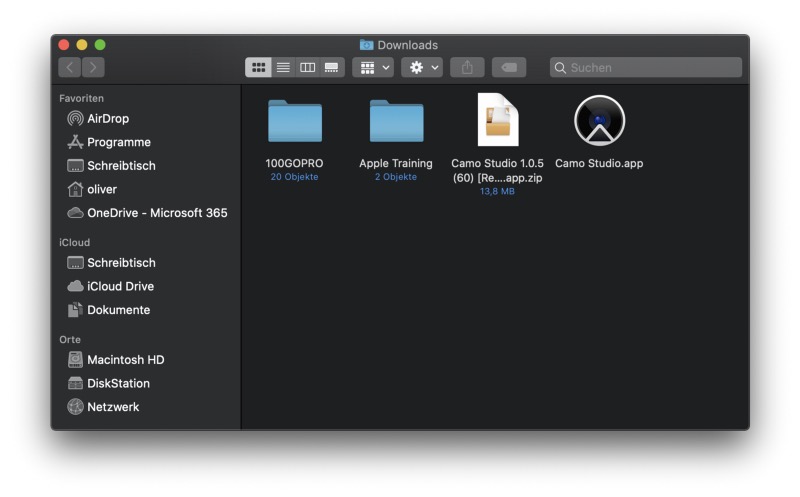 Downloads
Suchen
Favoriten
AirDrop
Programme
Schreibtisch
oliver
OneDrive - Microsoft 365
iCloud
Schreibtisch
iCloud Drive
Dokumente
Orte
Macintosh HD
DiskStation
Netzwerk
100GOPRO
20 Objekte
Apple Training
2 Objekte
Camo Studio 1.0.5
(60) [Re....app.zip
13,8 MB
Camo Studio.app